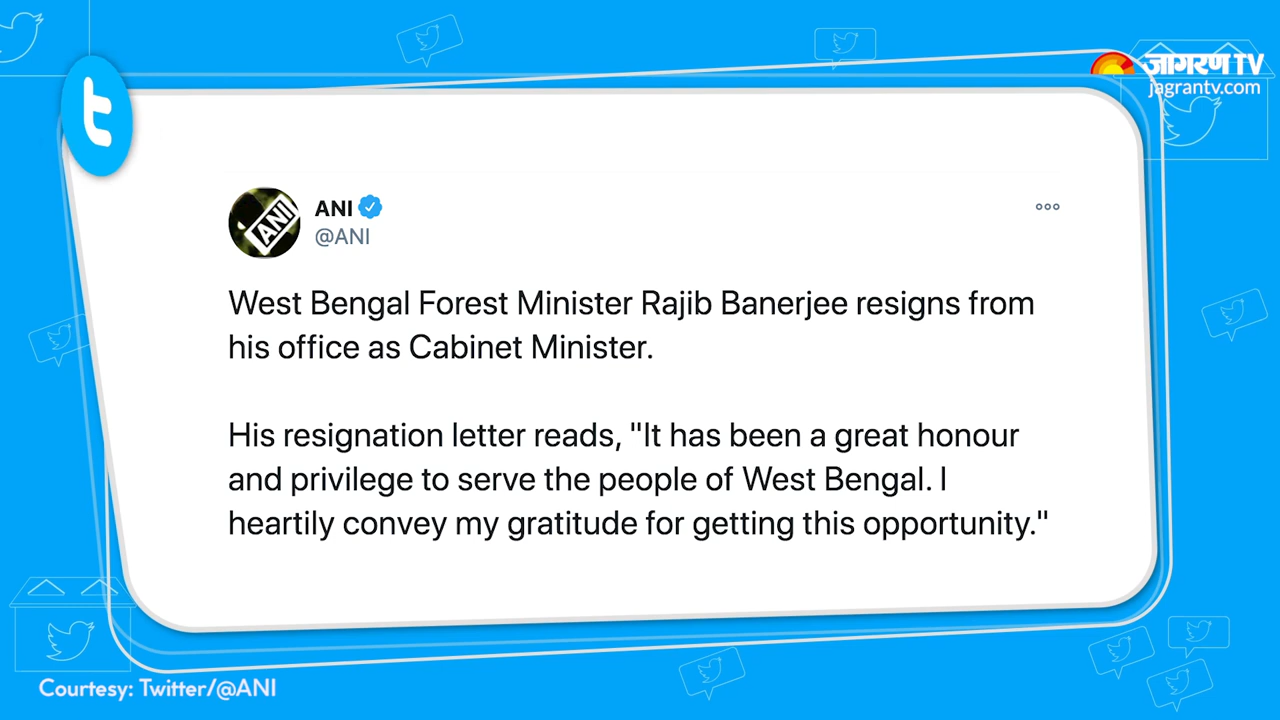 जागरण TV
jagrantv.com
ANI
ANI
@ANI
West Bengal Forest Minister Rajib Banerjee resigns from
his office as Cabinet Minister.
His resignation letter reads, "It has been a great honour
and privilege to serve the people of West Bengal. I
heartily convey my gratitude for getting this opportunity."
Courtesy: Twitter/@ANI